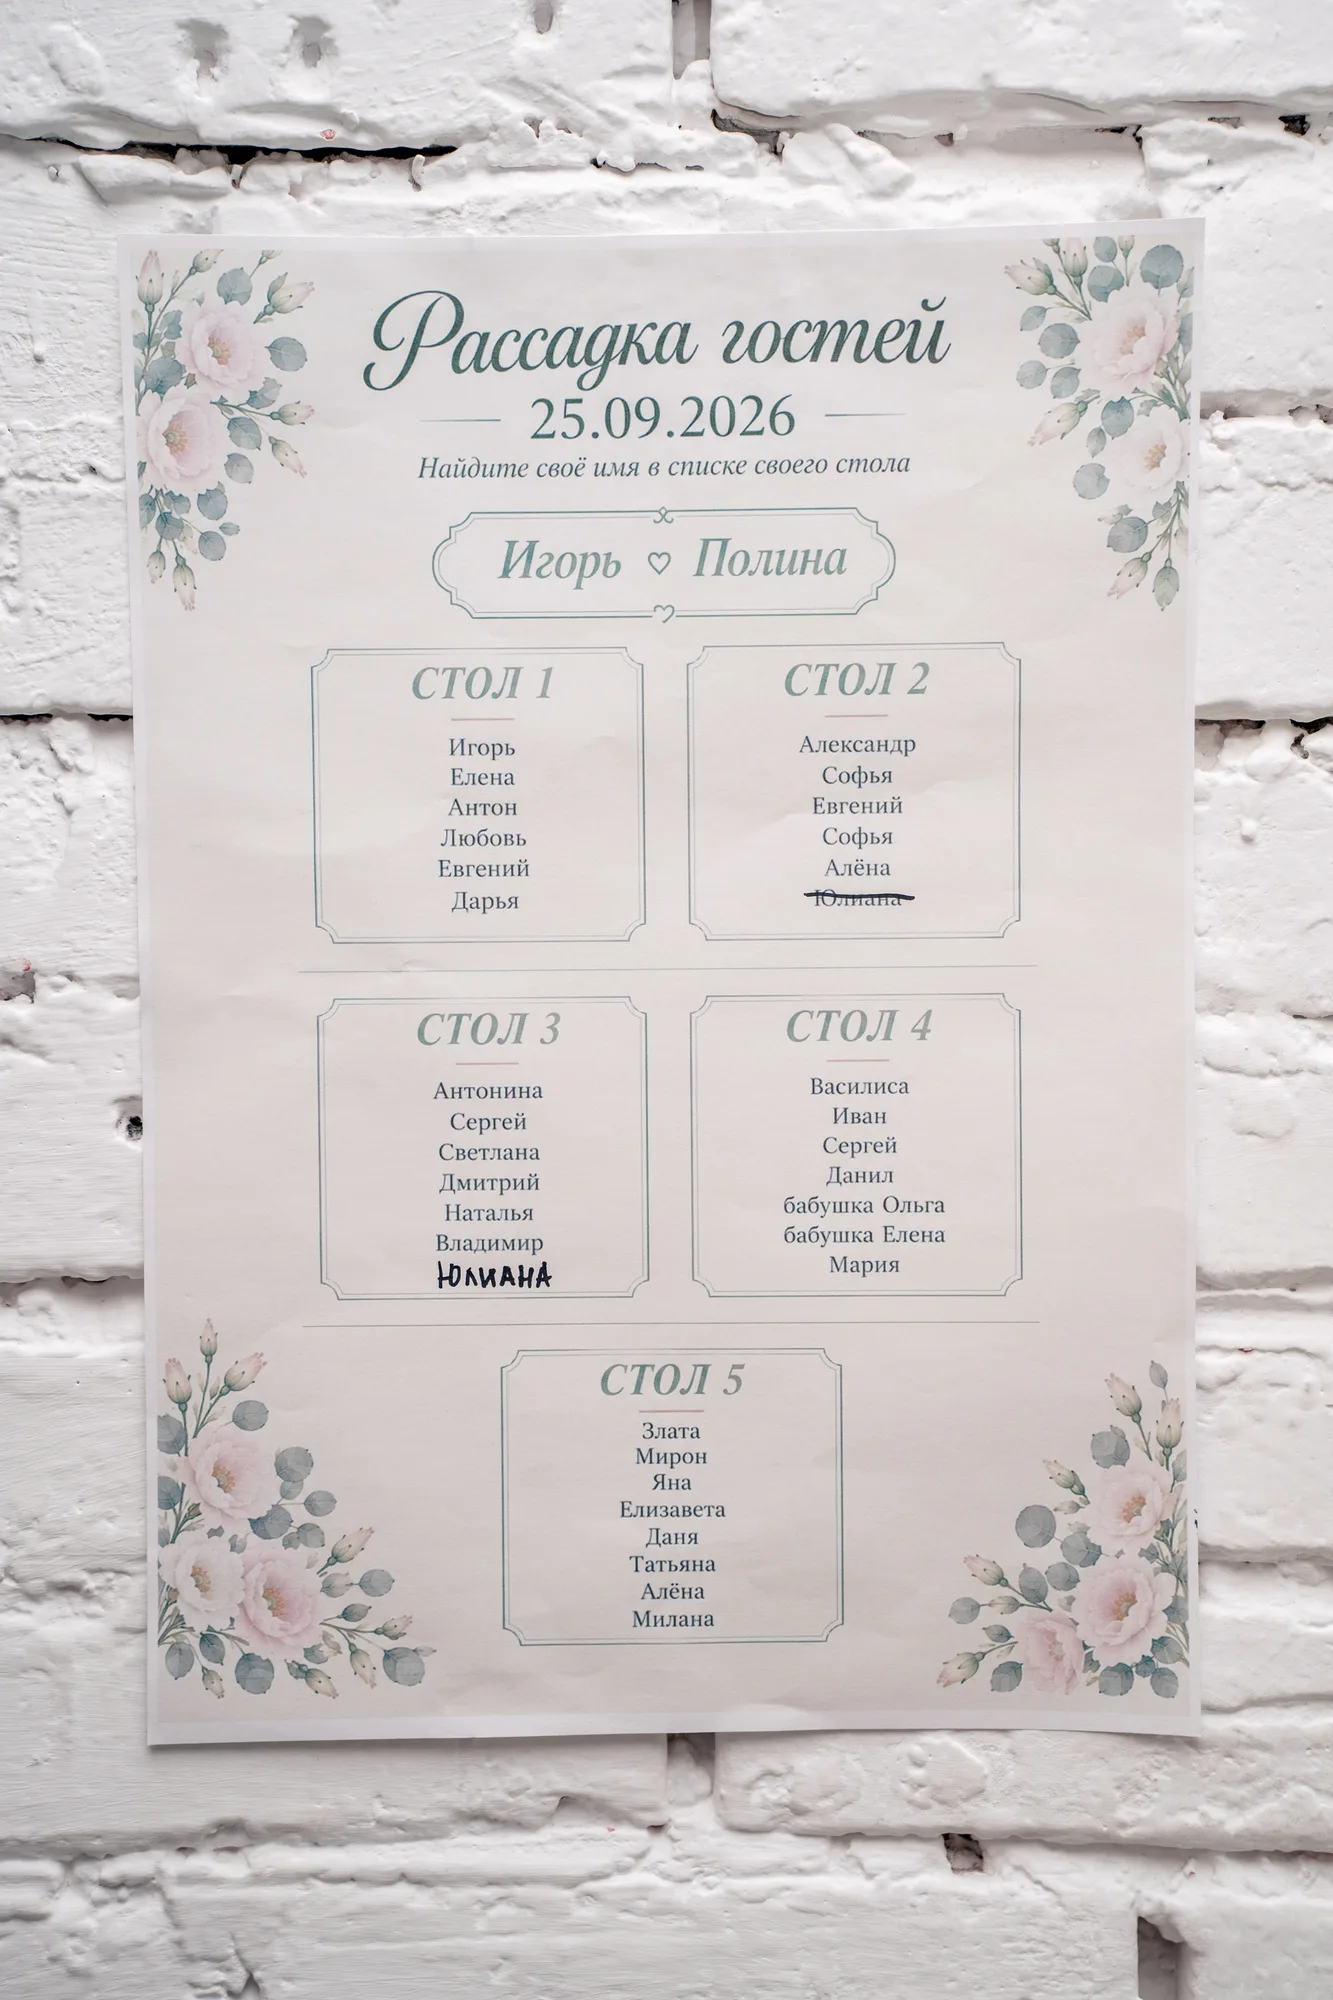 Рассадка гостей
25.09.2026
Найдите своё имя в списке своего стола
Игорь ♡ Полина
СТОЛ 1
Игорь
Елена
Антон
Любовь
Евгений
Дарья
СТОЛ 2
Александр
Софья
Евгений
Софья
Алёна
Юлиана
СТОЛ 3
Антонина
Сергей
Светлана
Дмитрий
Наталья
Владимир
ЮЛИАНА
СТОЛ 4
Василиса
Иван
Сергей
Данил
бабушка Ольга
бабушка Елена
Мария
СТОЛ 5
Злата
Мирон
Яна
Елизавета
Даня
Татьяна
Алёна
Милана